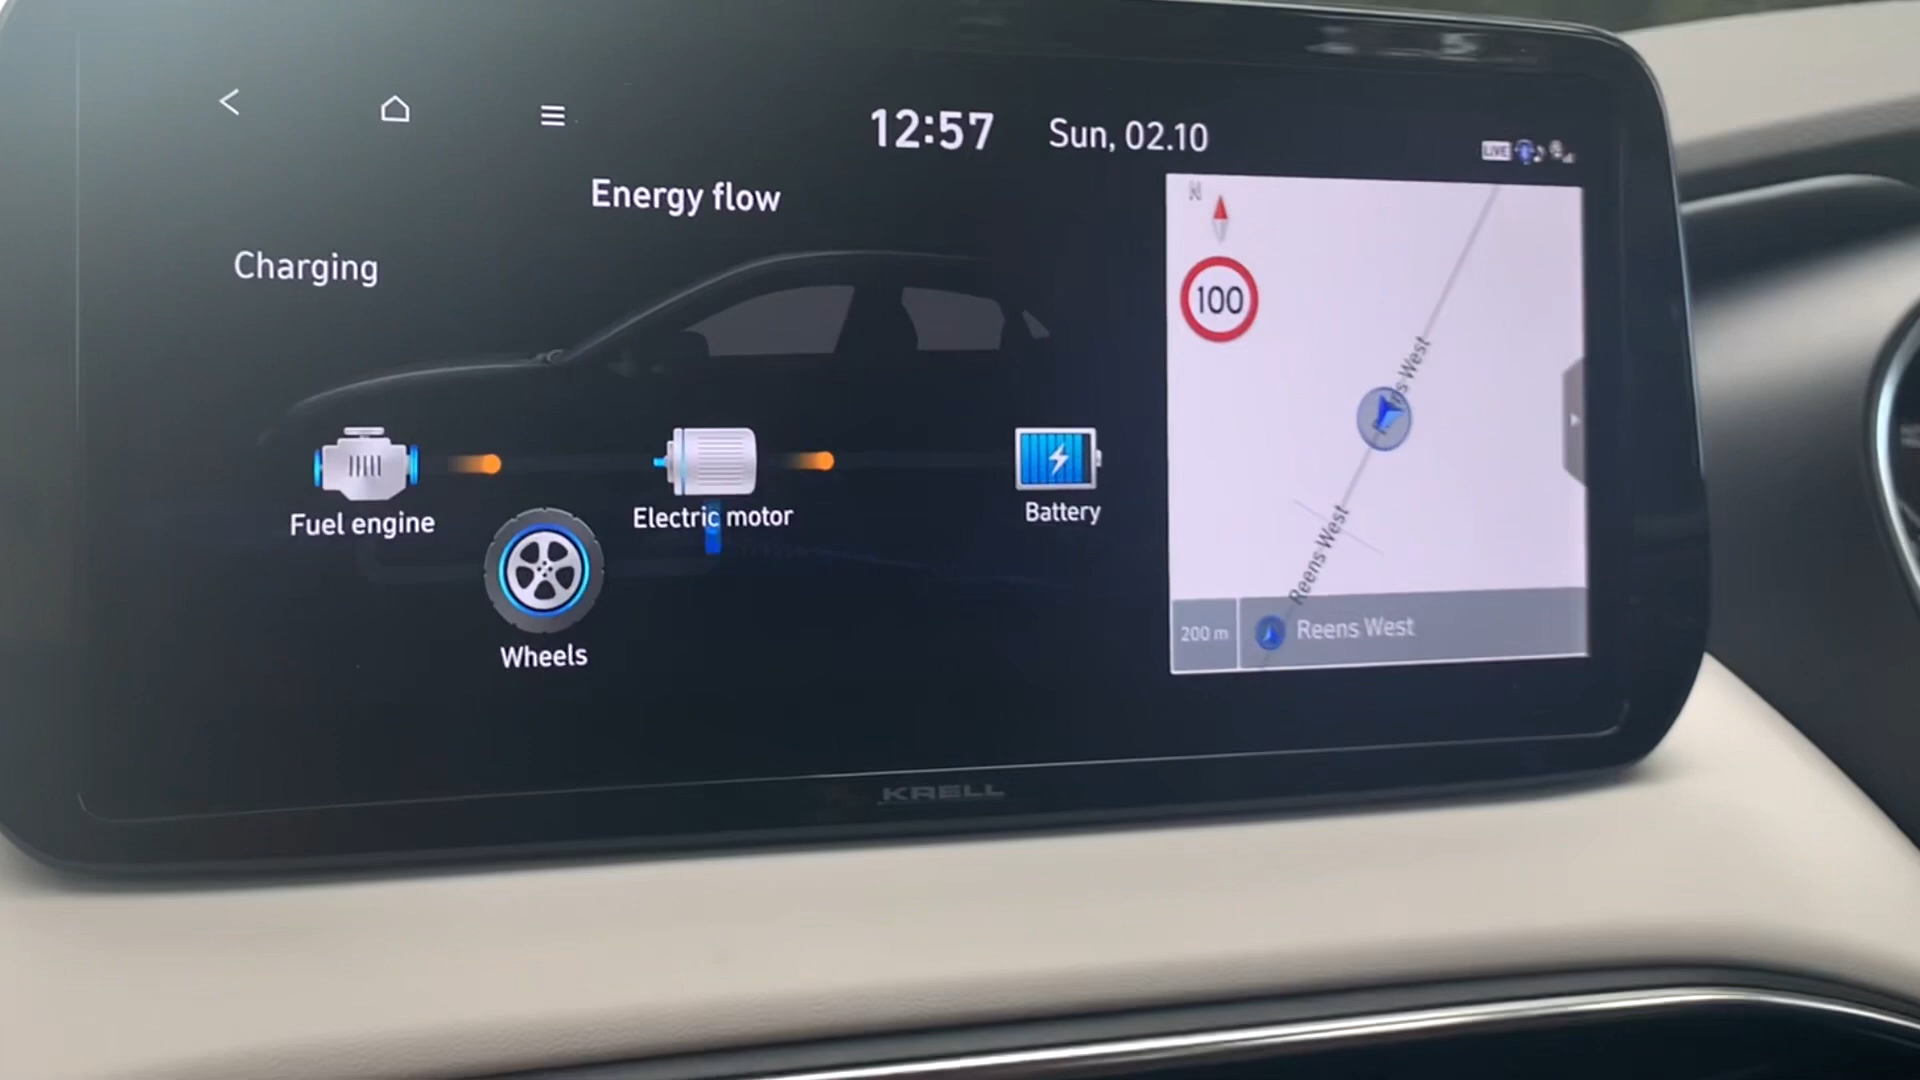 12:57
Sun, 02.10
LIVE
Energy flow
Charging
N
100
Reens West
Fuel engine
Electric motor
Battery
Wheels
200 m
Reens West
KRELL